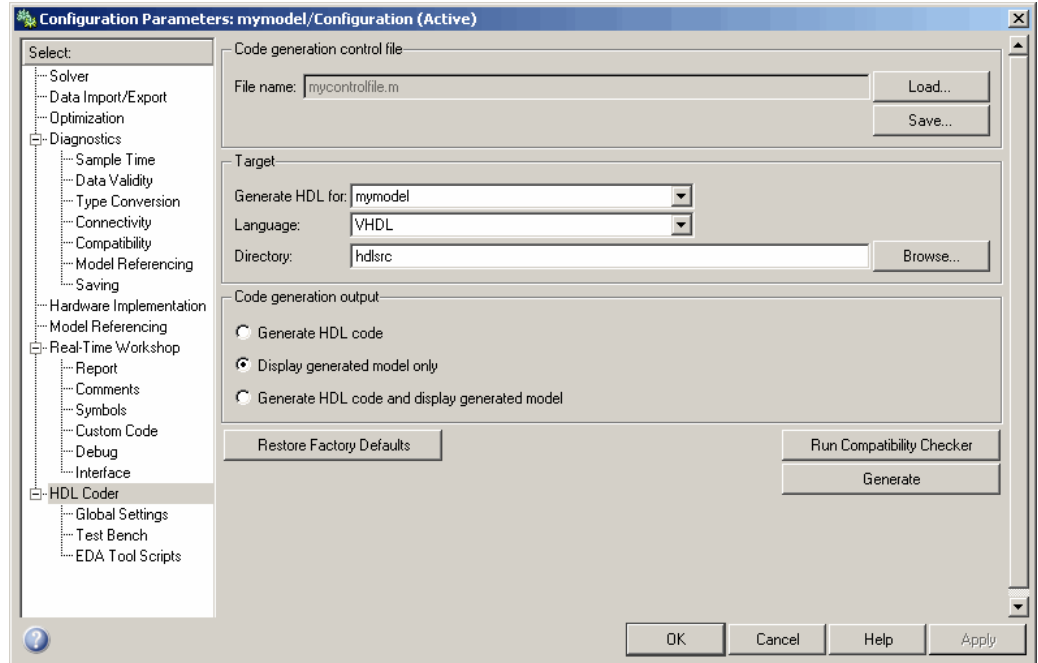 Configuration Parameters: mymodel/Configuration (Active)
Select:
Solver
Data Import/Export
Optimization
Diagnostics
Sample Time
Data Validity
Type Conversion
Connectivity
Compatibility
Model Referencing
Saving
Hardware Implementation
Model Referencing
Real-Time Workshop
Report
Comments
Symbols
Custom Code
Debug
Interface
HDL Coder
Global Settings
Test Bench
EDA Tool Scripts
Code generation control file
File name: mycontrolfile.m Load...
Save...
Target
Generate HDL for: mymodel
Language: VHDL
Directory: hdlsrc Browse...
Code generation output
Generate HDL code
Display generated model only
Generate HDL code and display generated model
Restore Factory Defaults Run Compatibility Checker
Generate
OK Cancel Help Apply